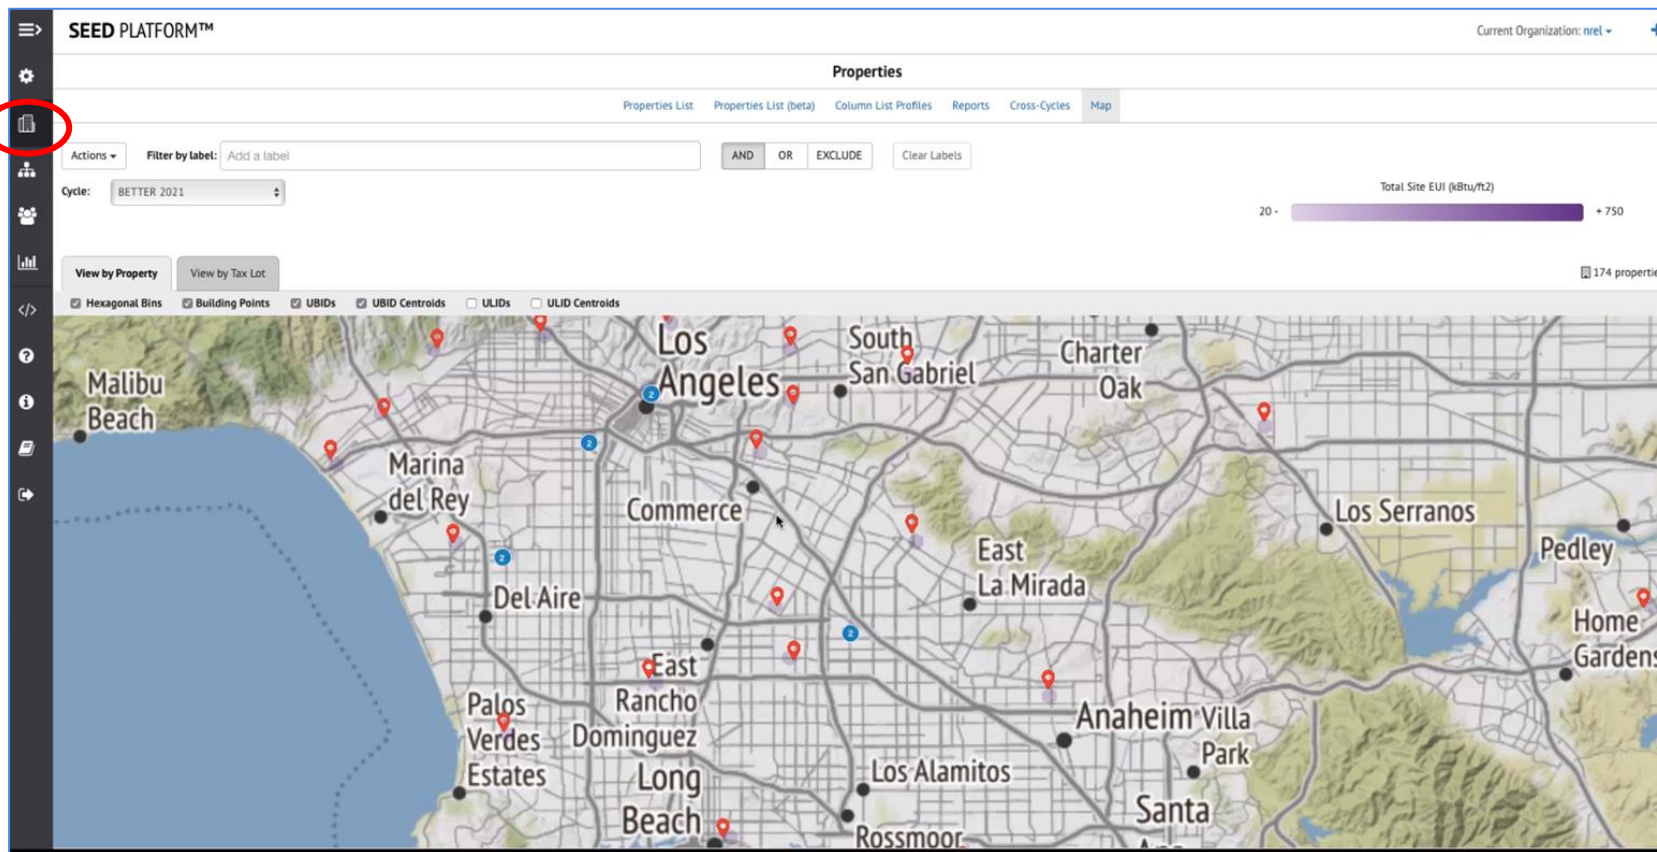 SEED PLATFORM™
Current Organization: nrel
Properties
Properties List Properties List (beta) Column List Profiles Reports Cross-Cycles Map
Actions Filter by label: Add a label AND OR EXCLUDE Clear Labels
Cycle: BETTER 2021
Total Site EUI (kBtu/ft2)
20 - + 750
View by Property View by Tax Lot
174 propertie
Hexagonal Bins Building Points UBIDs UBID Centroids ULIDs ULID Centroids
Los
Angeles
South
San Gabriel
Charter
Oak
Malibu
Beach
2
2
Marina
del Rey
Commerce
Los Serranos
East
La Mirada
Pedley
2
Del Aire
2
Home
Gardens
East
Rancho
Dominguez
Palos
Verdes
Estates
Anaheim
Villa
Park
Los Alamitos
Long
Beach
Santa
Rossmoor